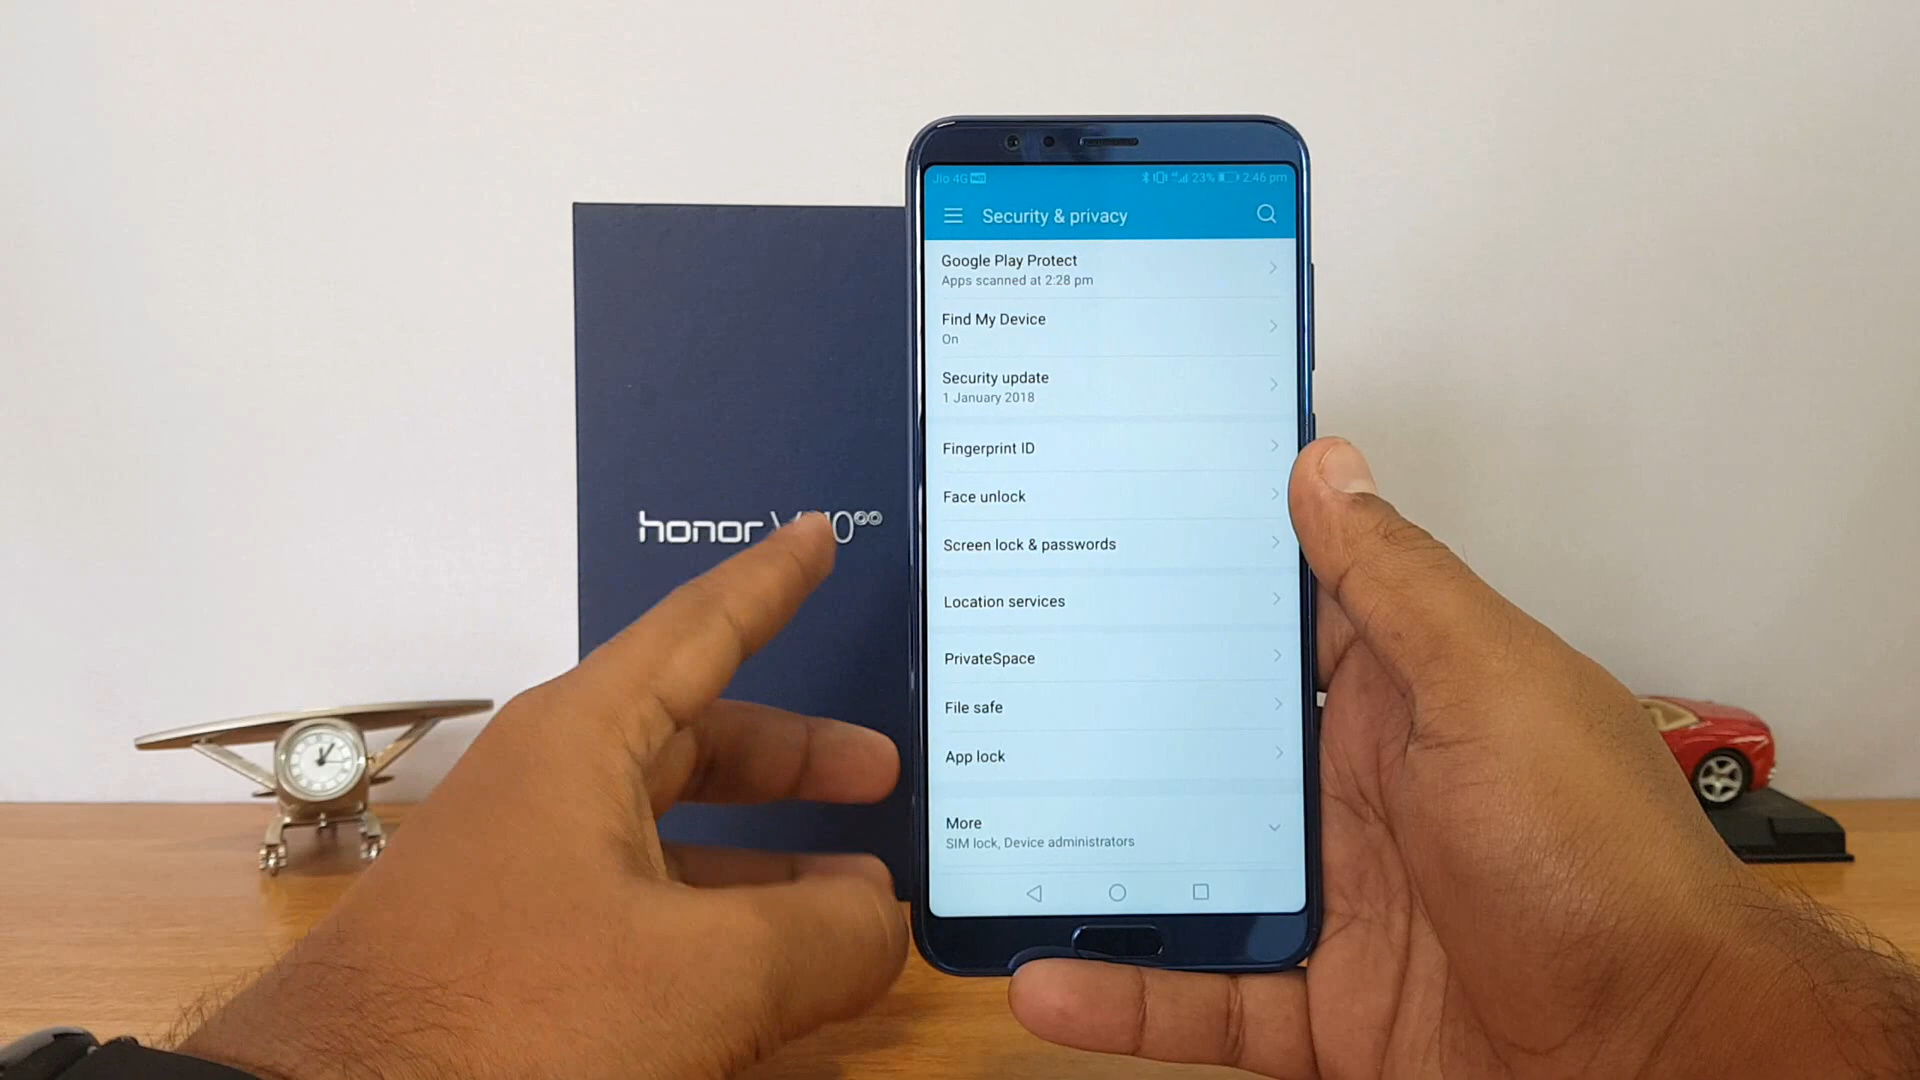 Jio 4G HD 23% 2:46 pm
Security & privacy
Google Play Protect
Apps scanned at 2:28 pm
Find My Device
On
Security update
1 January 2018
Fingerprint ID
Face unlock
Screen lock & passwords
Location services
PrivateSpace
File safe
App lock
More
SIM lock, Device administrators
honor V 10